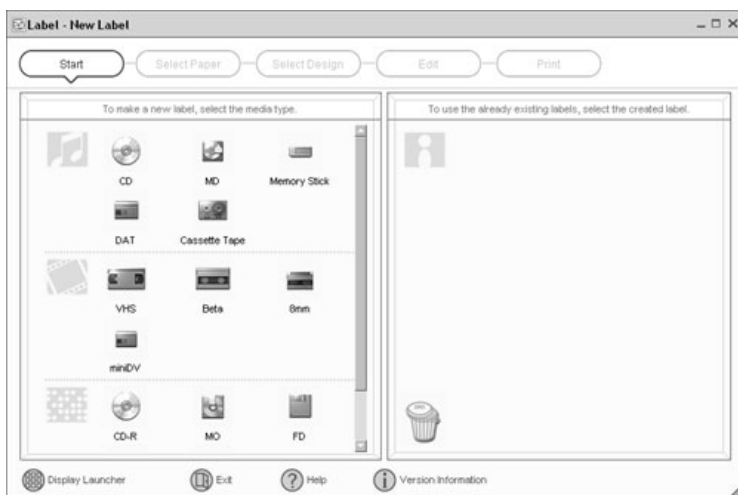 Label - New Label
Start
Select Paper
Select Design
Edit
Print
To make a new label, select the media type.
To use the already existing labels, select the created label.
CD
MD
Memory Stick
DAT
Cassette Tape
VHS
Beta
8mm
miniDV
CD-R
MO
FD
Display Launcher
Exit
Help
Version Information